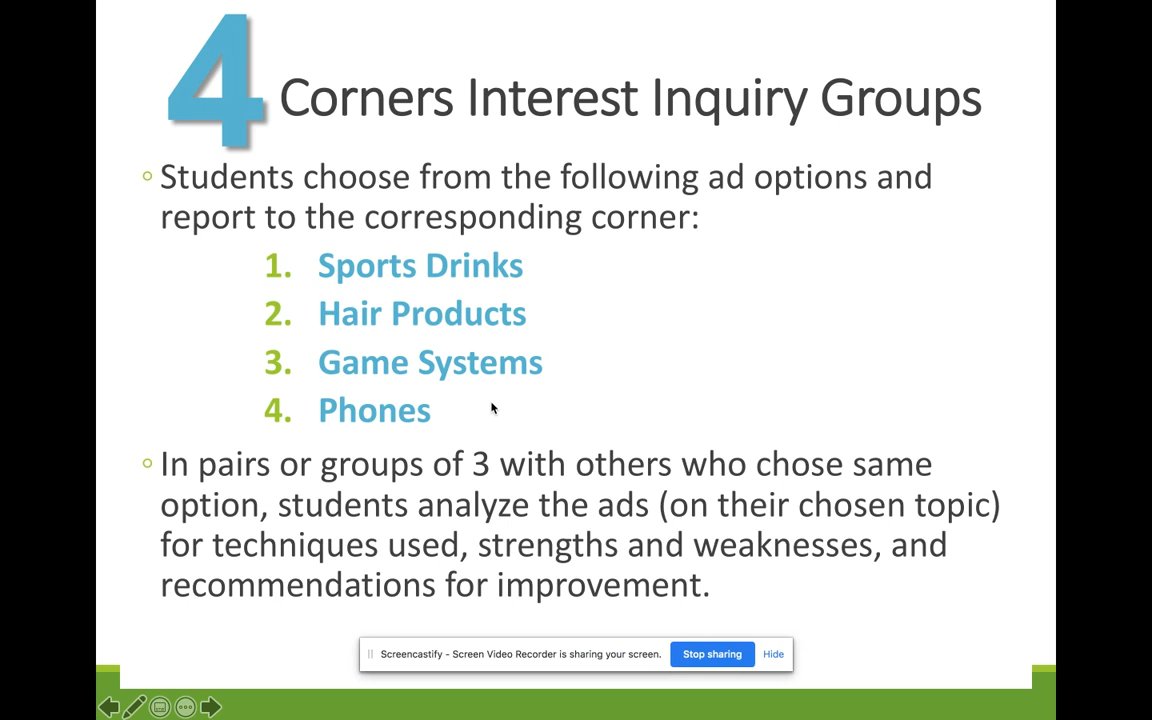 4 Corners Interest Inquiry Groups
◦ Students choose from the following ad options and
report to the corresponding corner:
1. Sports Drinks
2. Hair Products
3. Game Systems
4. Phones
◦ In pairs or groups of 3 with others who chose same
option, students analyze the ads (on their chosen topic)
for techniques used, strengths and weaknesses, and
recommendations for improvement.
Screencastify - Screen Video Recorder is sharing your screen. Stop sharing Hide